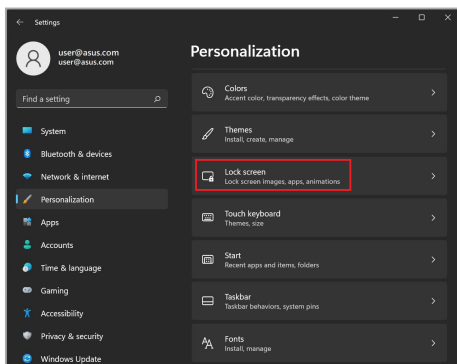 Settings
user@asus.com
user@asus.com
Find a setting
System
Bluetooth & devices
Network & internet
Personalization
Apps
Accounts
Time & language
Gaming
Accessibility
Privacy & security
Windows Update
Personalization
Colors
Accent color, transparency effects, color theme
Themes
Install, create, manage
Lock screen
Lock screen images, apps, animations
Touch keyboard
Themes, size
Start
Recent apps and items, folders
Taskbar
Taskbar behaviors, system pins
Fonts
Install, manage